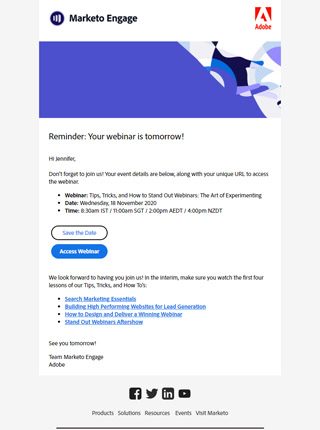 Marketo Engage
Adobe
Reminder: Your webinar is tomorrow!
Hi Jennifer,
Don't forget to join us! Your event details are below, along with your unique URL to access
the webinar.
• Webinar: Tips, Tricks, and How to Stand Out Webinars: The Art of Experimenting
• Date: Wednesday, 18 November 2020
• Time: 8:30am IST / 11:00am SGT / 2:00pm AEDT / 4:00pm NZDT
Save the Date
Access Webinar
We look forward to having you join us! In the interim, make sure you watch the first four
lessons of our Tips, Tricks, and How To's:
• Search Marketing Essentials
• Building High Performing Websites for Lead Generation
• How to Design and Deliver a Winning Webinar
• Stand Out Webinars Aftershow
See you tomorrow!
Team Marketo Engage
Adobe
Products Solutions Resources Events Visit Marketo